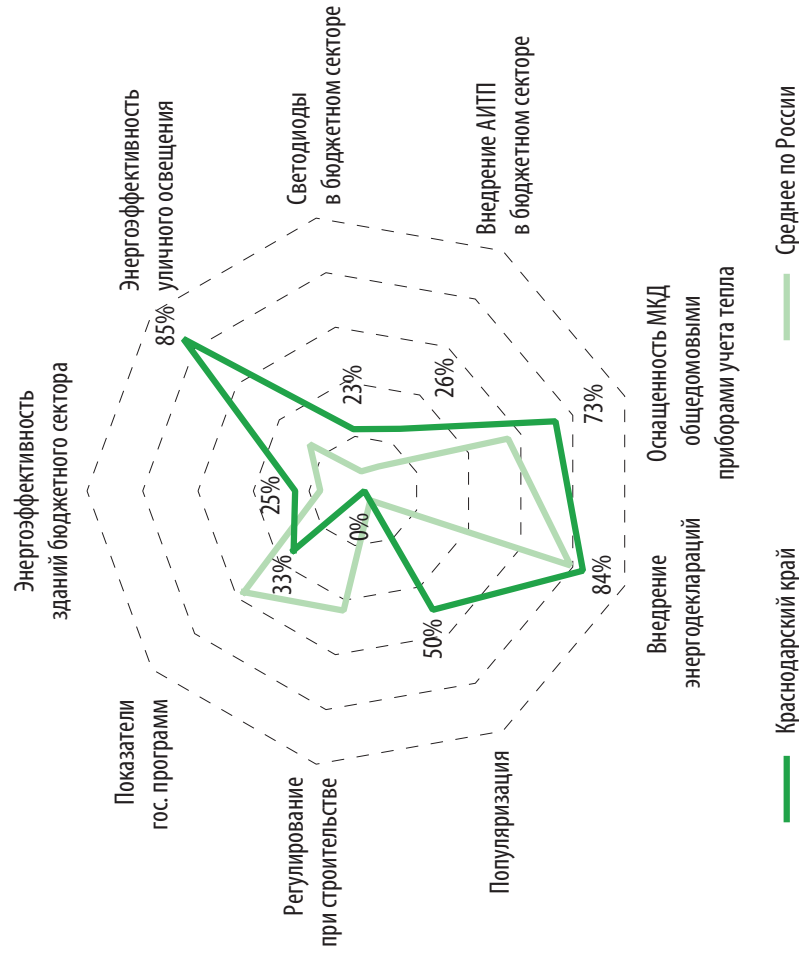 Энергоэффективность
зданий бюджетного сектора
Энергоэффективность
уличного освещения
Светодиоды
в бюджетном секторе
Внедрение АИТП
в бюджетном секторе
Оснащенность МКД
общедомовыми
приборами учета тепла
Внедрение
энергодеклараций
Популяризация
Регулирование
при строительстве
Показатели
гос. программ
25%
85%
23%
26%
73%
84%
50%
0%
33%
Краснодарский край
Среднее по России